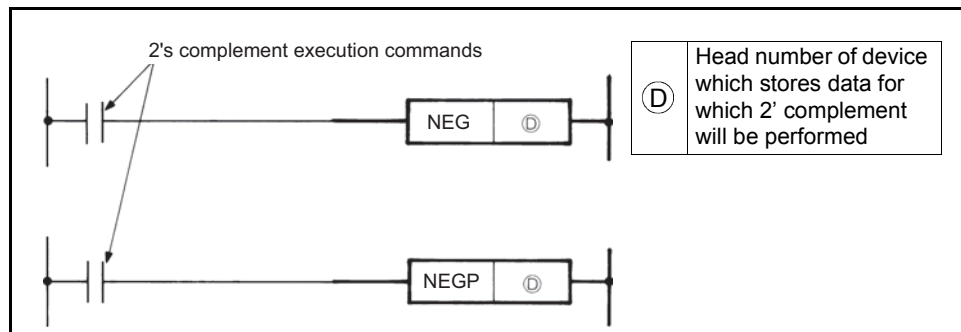 2's complement execution commands
NEG Ⓓ
Ⓓ Head number of device
which stores data for
which 2' complement
will be performed
NEGP Ⓓ